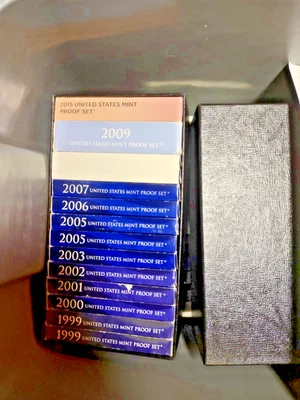 2015 UNITED STATES MINT
PROOF SET®
2009
UNITED STATES MINT PROOF SET®
2007 UNITED STATES MINT PROOF SET®
2006 UNITED STATES MINT PROOF SET®
2005 UNITED STATES MINT PROOF SET®
2005 UNITED STATES MINT PROOF SET®
2003 UNITED STATES MINT PROOF SET®
2002 UNITED STATES MINT PROOF SET®
2001 UNITED STATES MINT PROOF SET®
2000 UNITED STATES MINT PROOF SET®
1999 UNITED STATES MINT PROOF SET®
1999 UNITED STATES MINT PROOF SET®